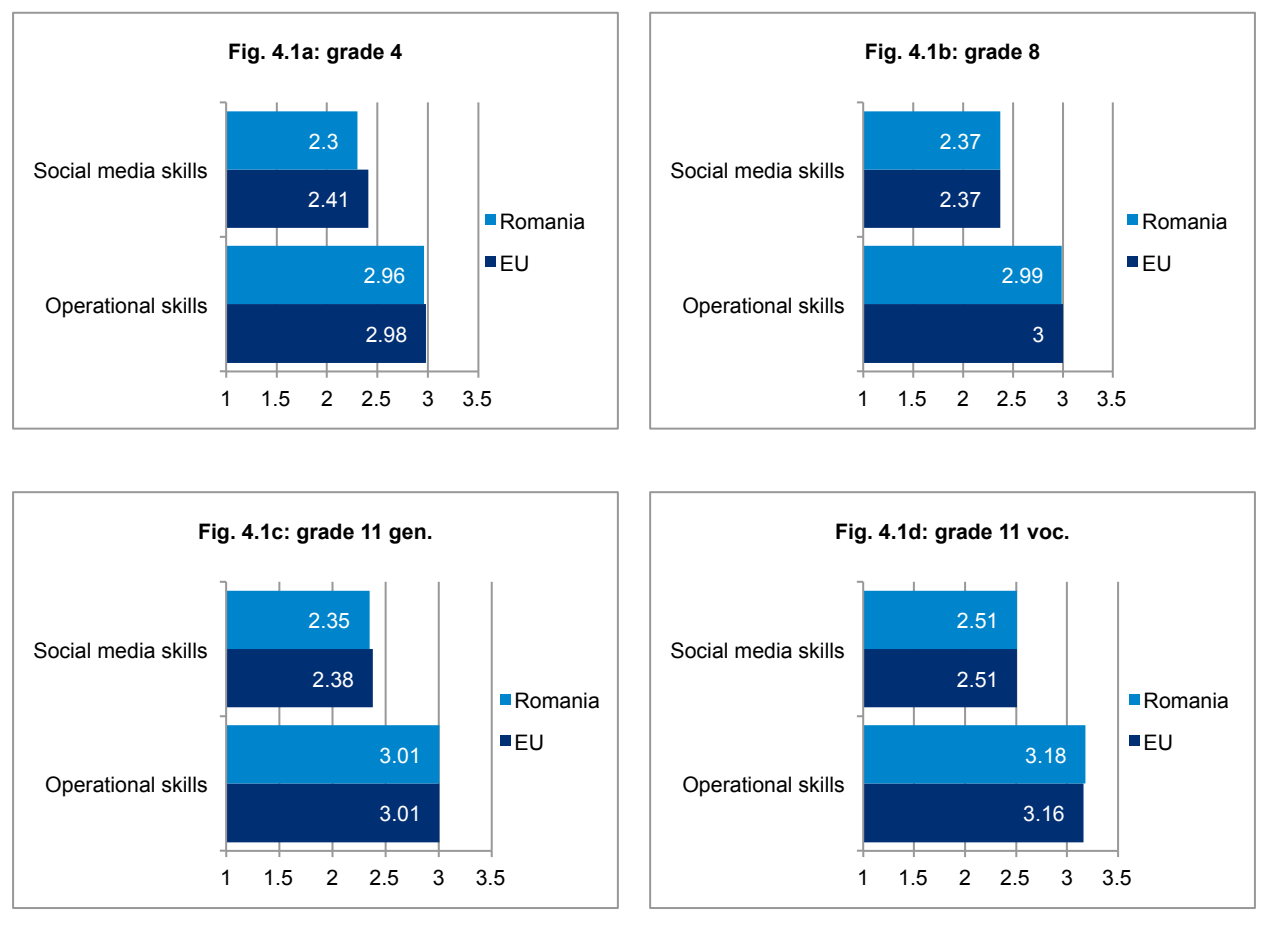 Fig. 4.1a: grade 4
Social media skills
2.3
2.41
Operational skills
2.96
2.98
Romania
EU
1 1.5 2 2.5 3 3.5
Fig. 4.1b: grade 8
Social media skills
2.37
2.37
Operational skills
2.99
3
Romania
EU
1 1.5 2 2.5 3 3.5
Fig. 4.1c: grade 11 gen.
Social media skills
2.35
2.38
Operational skills
3.01
3.01
Romania
EU
1 1.5 2 2.5 3 3.5
Fig. 4.1d: grade 11 voc.
Social media skills
2.51
2.51
Operational skills
3.18
3.16
Romania
EU
1 1.5 2 2.5 3 3.5